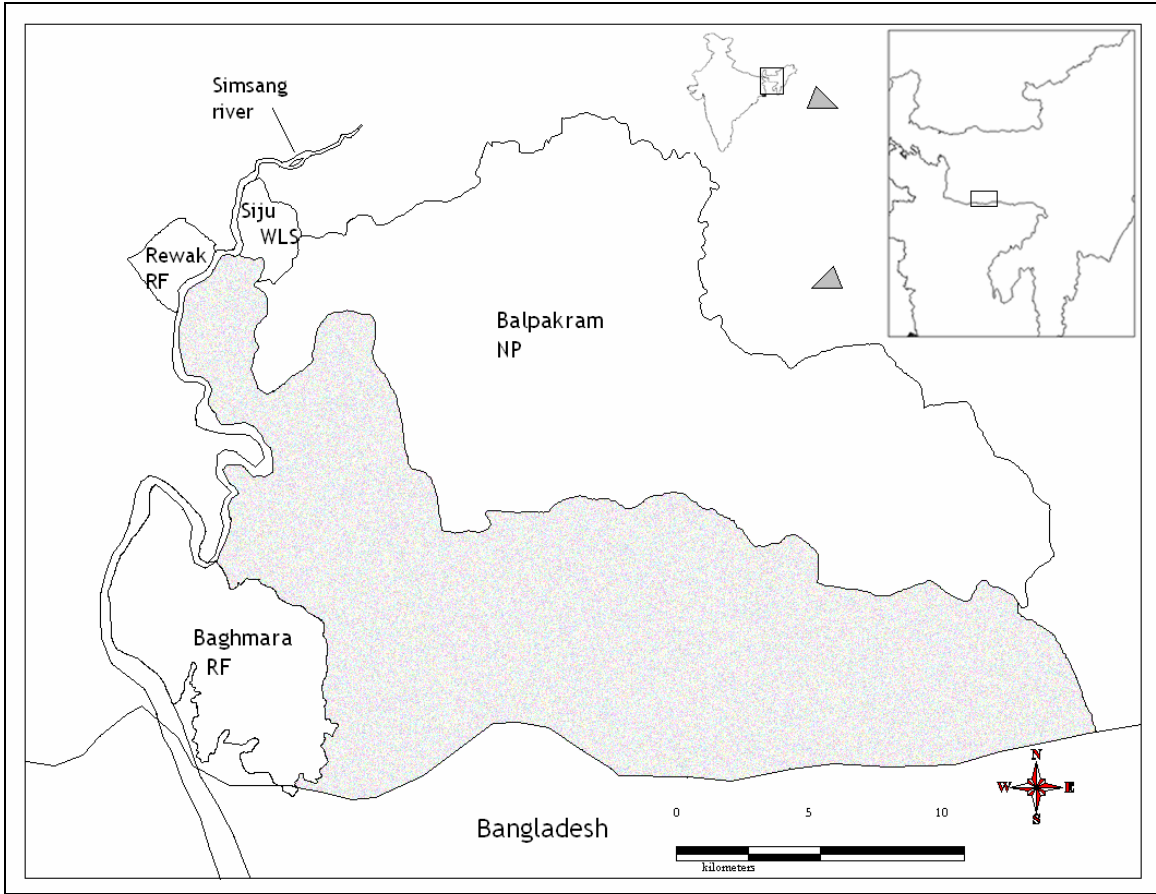 Simsang
river
Siju
WLS
Rewak
RF
Balpakram
NP
Baghmara
RF
N
W E
S
0 5 10
kilometers
Bangladesh